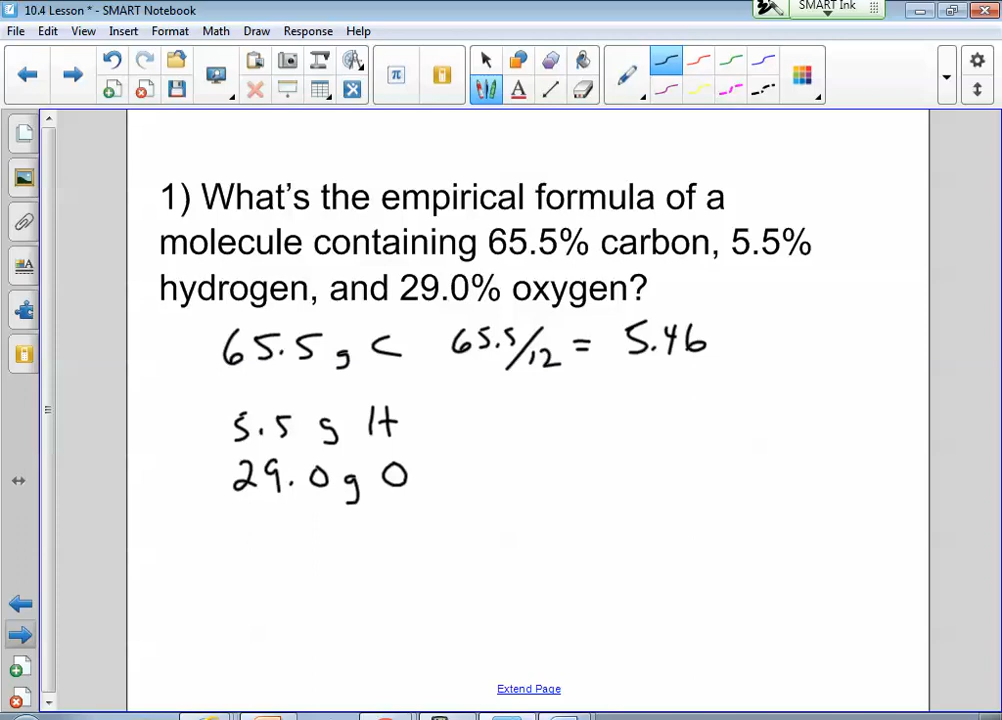 10.4 Lesson * - SMART Notebook
SMART Ink
File Edit View Insert Format Math Draw Response Help
π
A
1) What's the empirical formula of a
molecule containing 65.5% carbon, 5.5%
hydrogen, and 29.0% oxygen?
65.5 g C 65.5/12 = 5.46
5.5 g H
29.0 g O
Extend Page